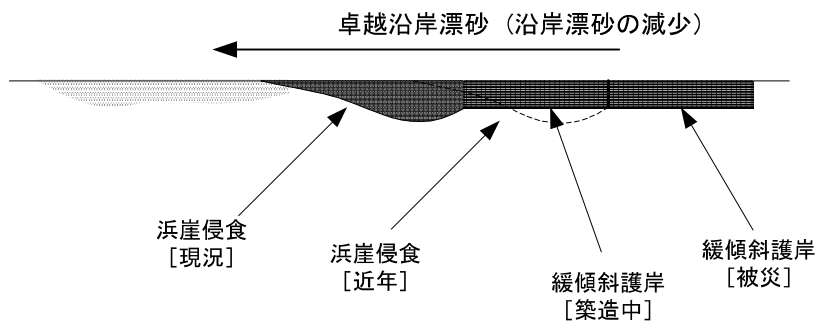 卓越沿岸漂砂（沿岸漂砂の減少）
浜崖侵食
［現況］
浜崖侵食
［近年］
緩傾斜護岸
［築造中］
緩傾斜護岸
［被災］